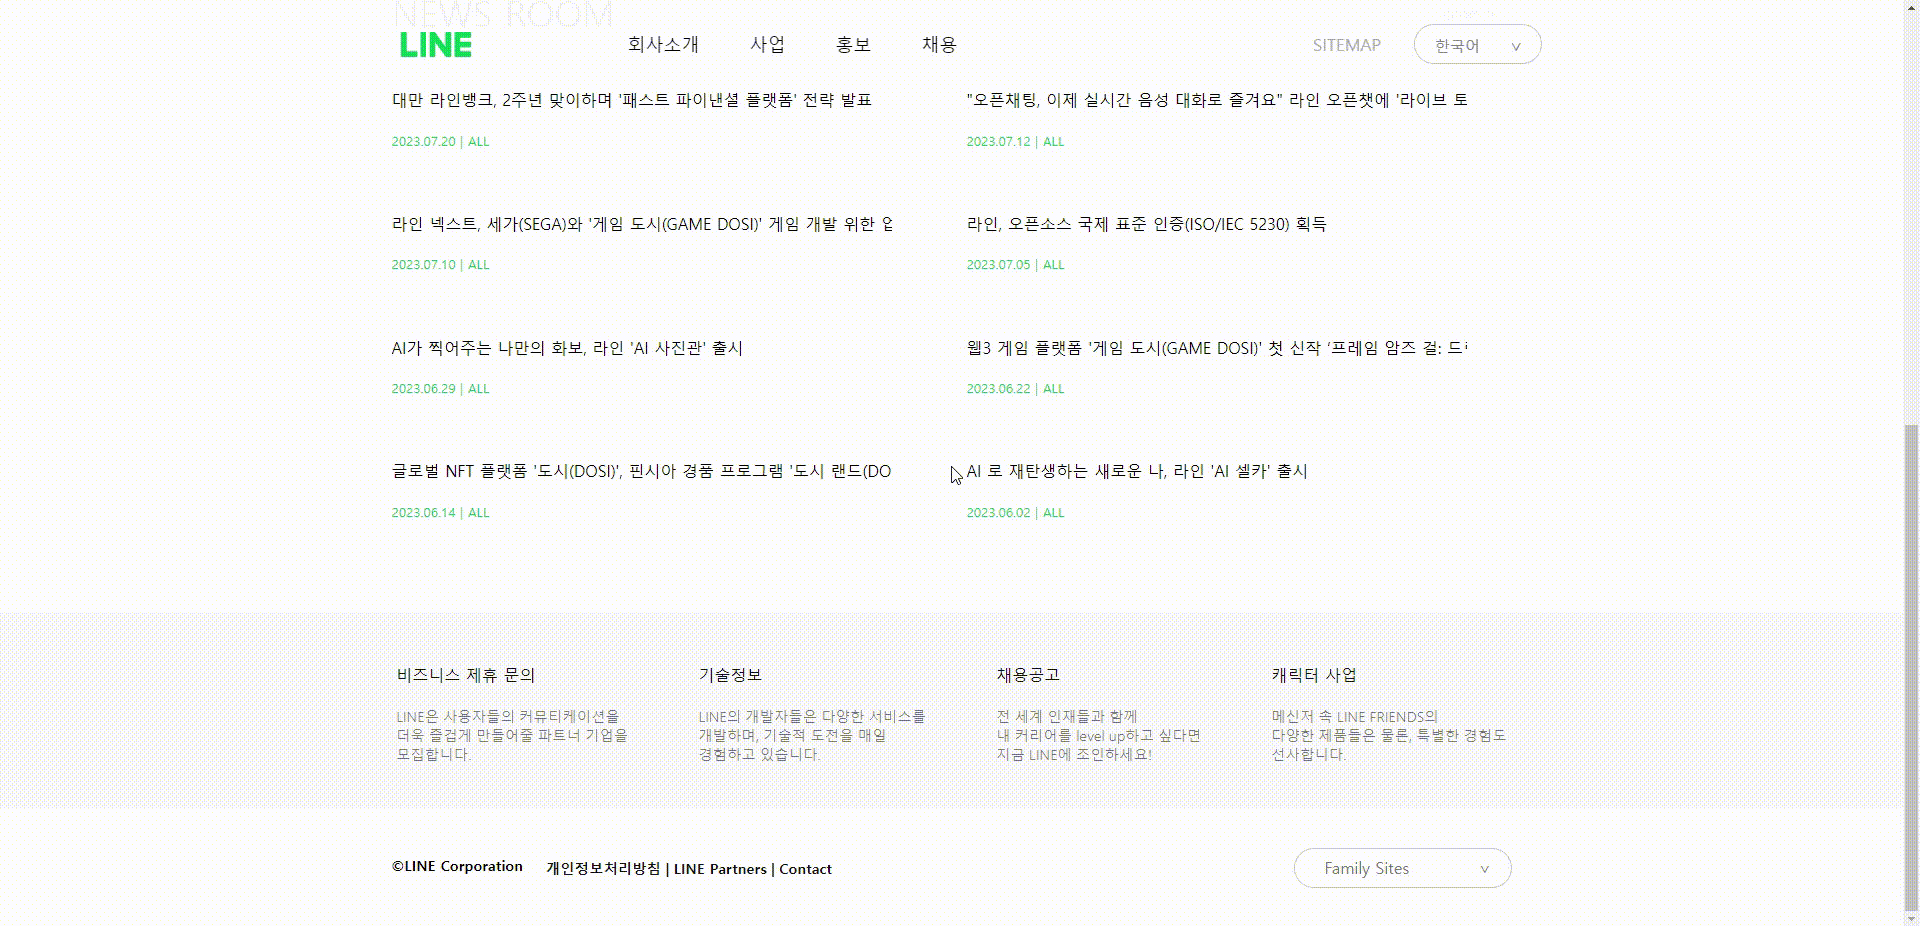 NEWS ROOM
LINE 회사소개 사업 홍보 채용 SITEMAP 한국어
대만 라인뱅크, 2주년 맞이하며 '패스트 파이낸셜 플랫폼' 전략 발표
2023.07.20 | ALL
"오픈채팅, 이제 실시간 음성 대화로 즐겨요" 라인 오픈챗에 '라이브 토
2023.07.12 | ALL
라인 넥스트, 세가(SEGA)와 '게임 도시(GAME DOSI)' 게임 개발 위한
2023.07.10 | ALL
라인, 오픈소스 국제 표준 인증(ISO/IEC 5230) 획득
2023.07.05 | ALL
AI가 찍어주는 나만의 화보, 라인 'AI 사진관' 출시
2023.06.29 | ALL
웹3 게임 플랫폼 '게임 도시(GAME DOSI)' 첫 신작 ‘프레임 암즈 걸:
2023.06.22 | ALL
글로벌 NFT 플랫폼 '도시(DOSI)', 핀시아 경품 프로그램 '도시 랜드(DO
2023.06.14 | ALL
AI 로 재탄생하는 새로운 나, 라인 'AI 셀카' 출시
2023.06.02 | ALL
비즈니스 제휴 문의
LINE은 사용자들의 커뮤티케이션을
더욱 즐겁게 만들어줄 파트너 기업을
모집합니다.
기술정보
LINE의 개발자들은 다양한 서비스를
개발하며, 기술적 도전을 매일
경험하고 있습니다.
채용공고
전 세계 인재들과 함께
내 커리어를 level up하고 싶다면
지금 LINE에 조인하세요!
캐릭터 사업
메신저 속 LINE FRIENDS의
다양한 제품들은 물론, 특별한 경험도
선사합니다.
©LINE Corporation 개인정보처리방침 | LINE Partners | Contact
Family Sites